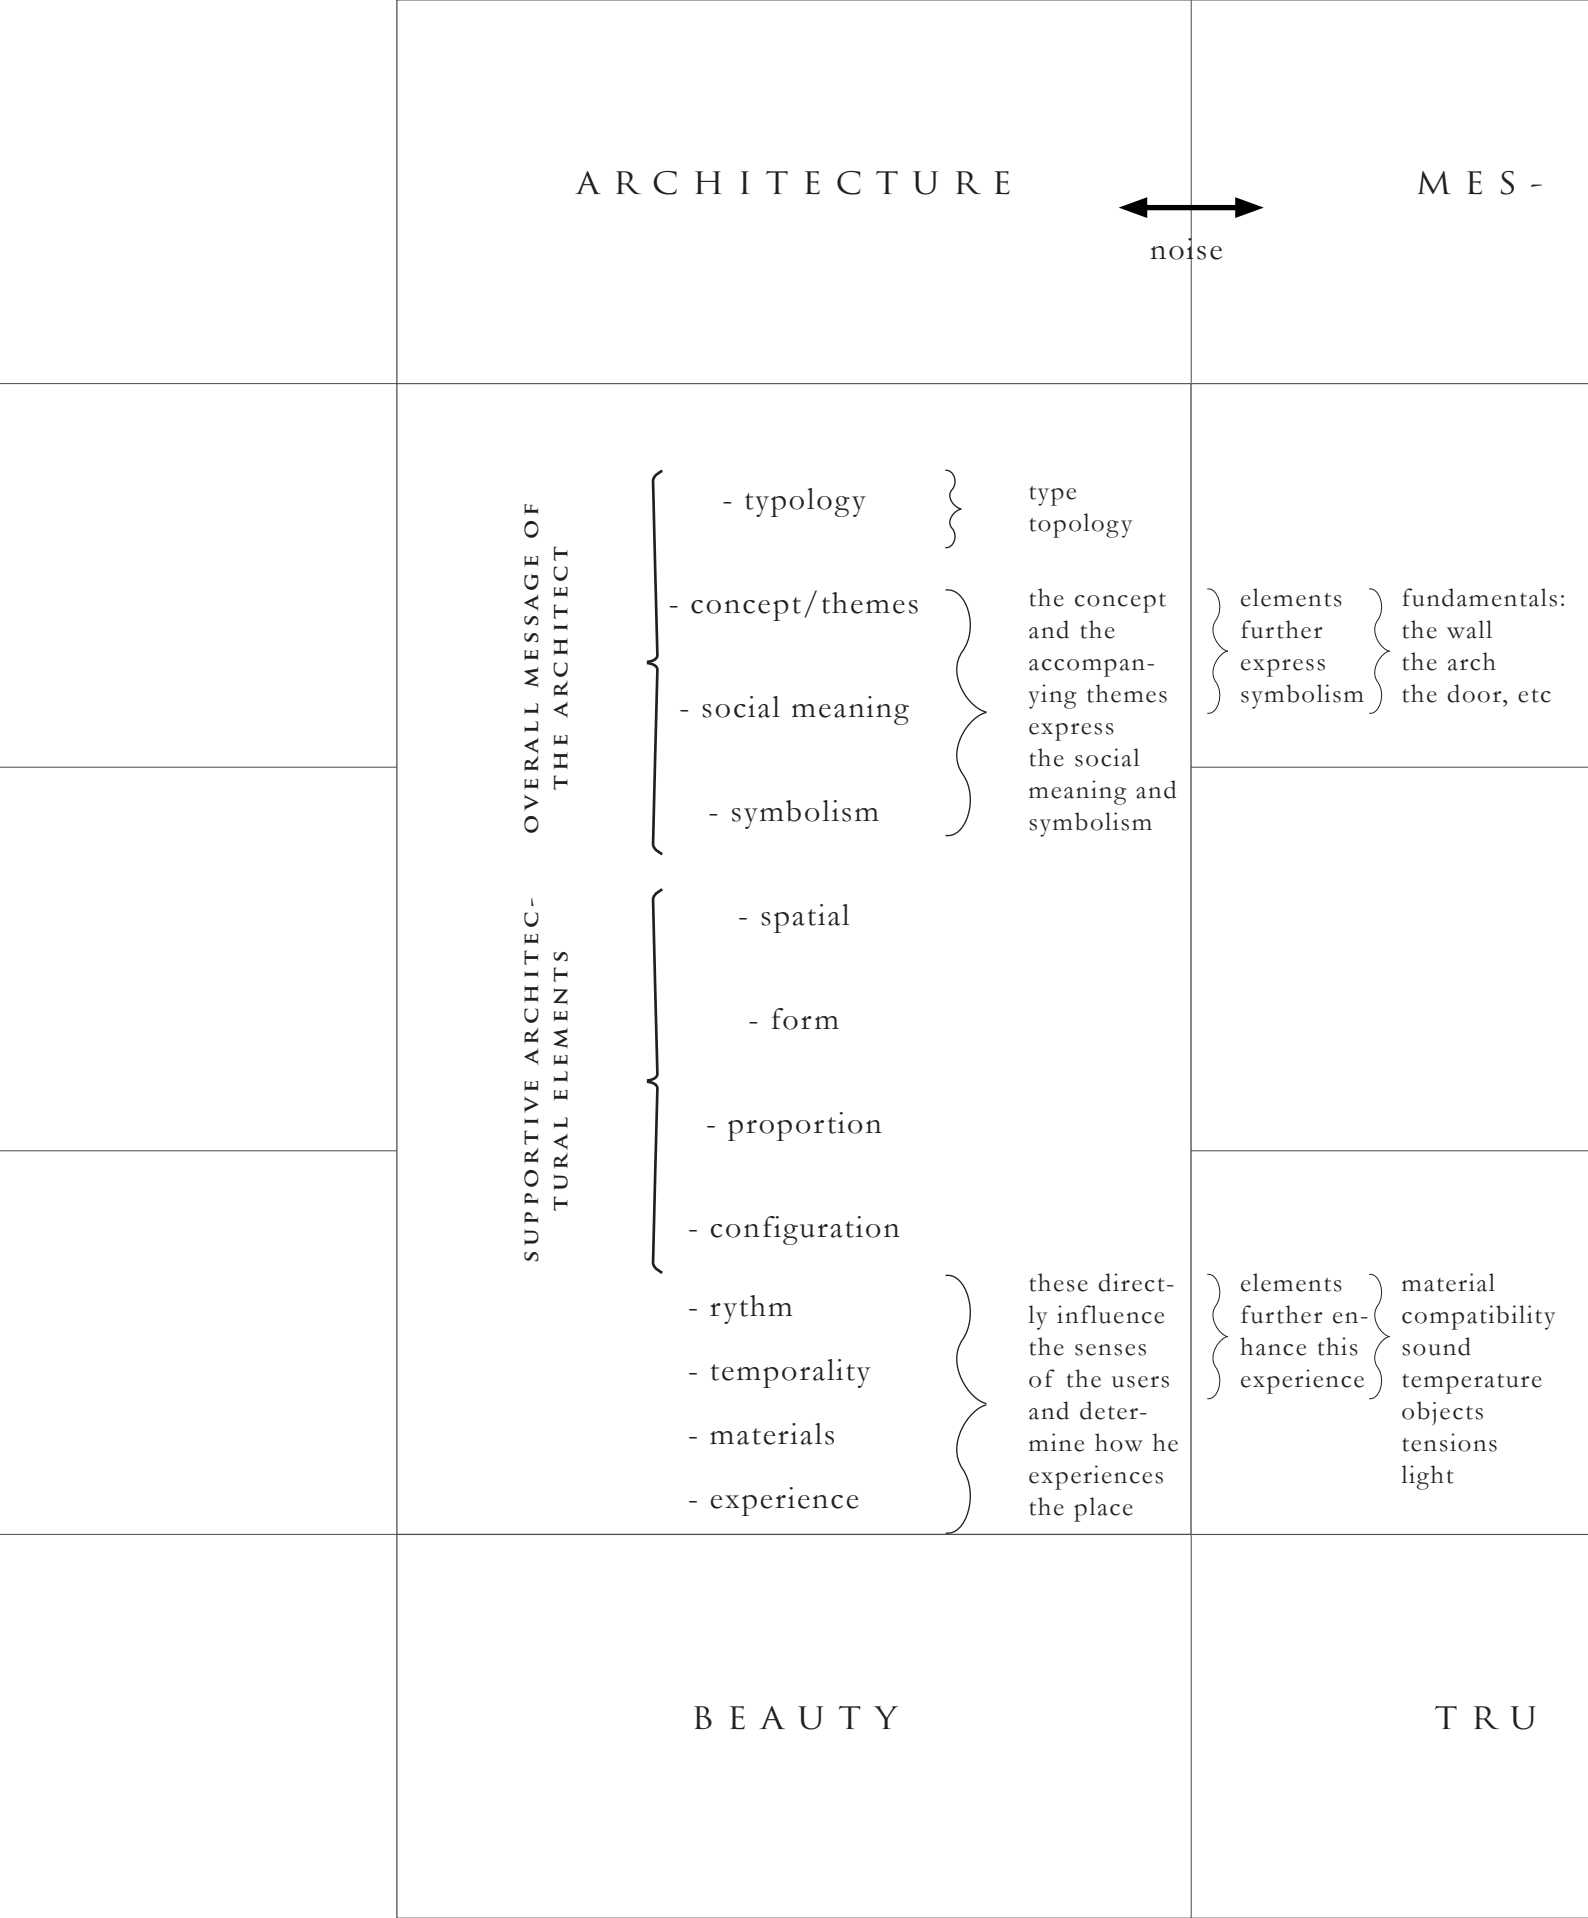 ARCHITECTURE
MES-
noise
OVERALL MESSAGE OF
THE ARCHITECT
- typology
type
topology
- concept/themes
- social meaning
- symbolism
the concept
and the
accompan-
ying themes
express
the social
meaning and
symbolism
elements
further
express
symbolism
fundamentals:
the wall
the arch
the door, etc
SUPPORTIVE ARCHITEC-
TURAL ELEMENTS
- spatial
- form
- proportion
- configuration
- rythm
- temporality
- materials
- experience
these direct-
ly influence
the senses
of the users
and deter-
mine how he
experiences
the place
elements
further en-
hance this
experience
material
compatibility
sound
temperature
objects
tensions
light
BEAUTY
TRU